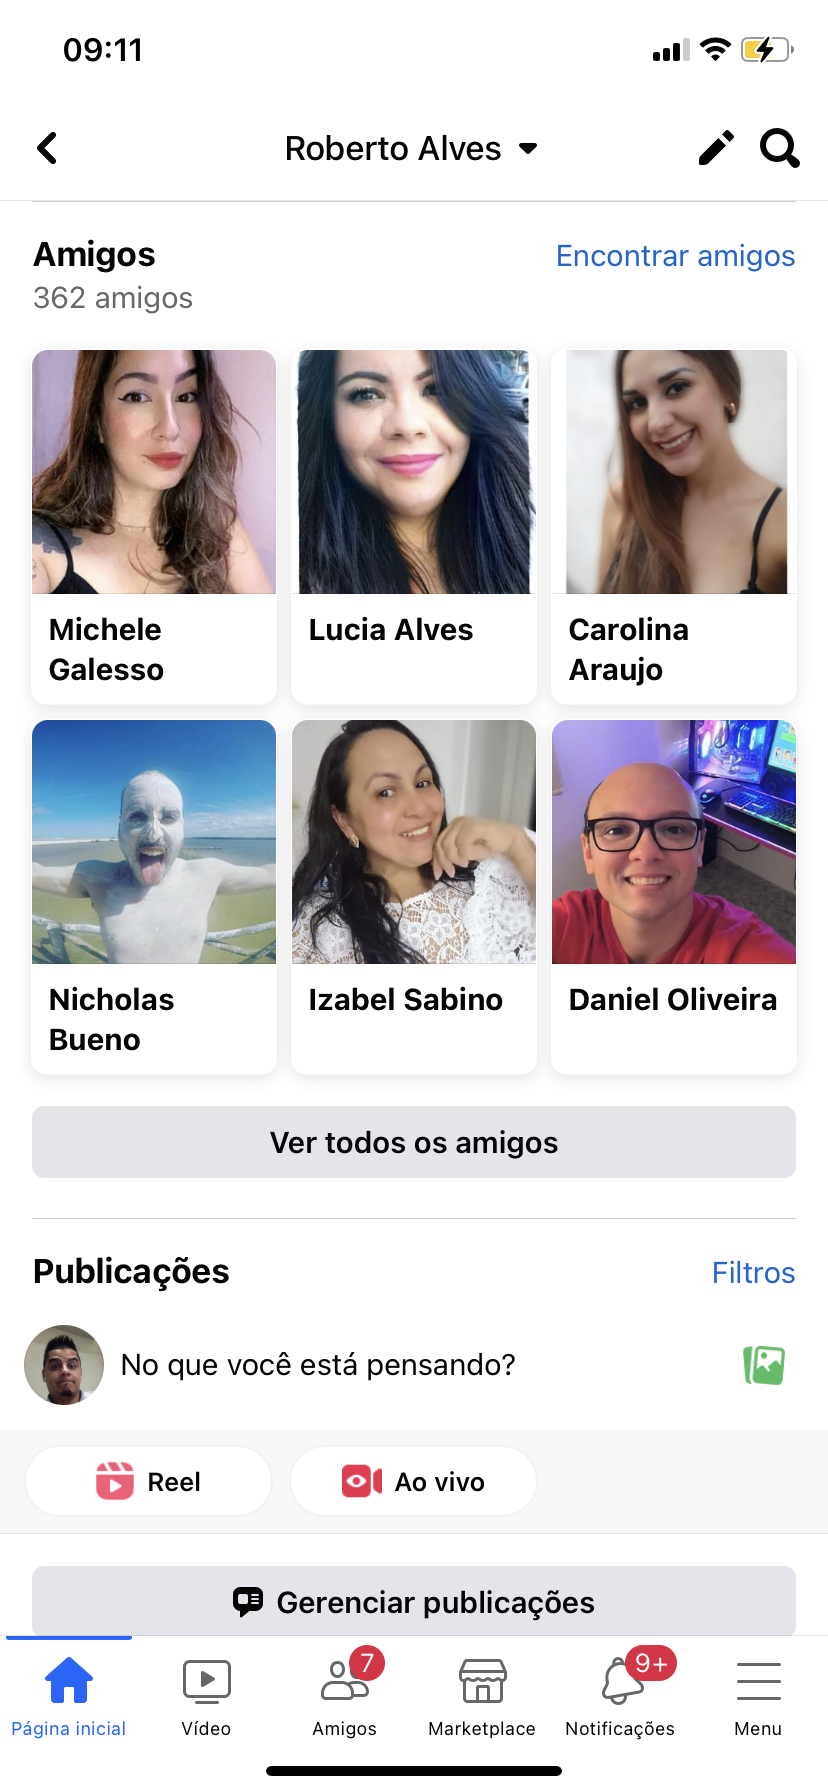 09:11
Roberto Alves
Amigos
Encontrar amigos
362 amigos
Michele
Galesso
Lucia Alves
Carolina
Araujo
Nicholas
Bueno
Izabel Sabino
Daniel Oliveira
Ver todos os amigos
Publicações
Filtros
No que você está pensando?
Reel
Ao vivo
Gerenciar publicações
7
9+
Página inicial
Vídeo
Amigos
Marketplace
Notificações
Menu